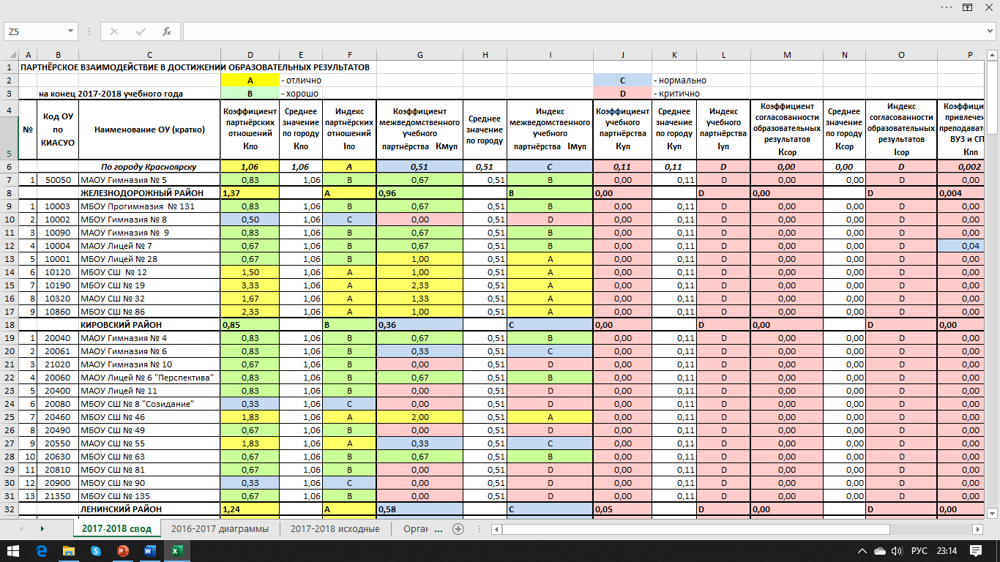 Z5
fx
A B C D E F G H I J K L M N O P
1 ПАРТНЁРСКОЕ ВЗАИМОДЕЙСТВИЕ В ДОСТИЖЕНИИ ОБРАЗОВАТЕЛЬНЫХ РЕЗУЛЬТАТОВ
2 A - отлично C - нормально
3 на конец 2017-2018 учебного года B - хорошо D - критично
4
5
№
Код ОУ
по
КИАСУО
Наименование ОУ (кратко)
Коэффициент
партнёрских
отношений
Кпо
Среднее
значение
по городу
Кпо
Индекс
партнёрских
отношений
Iпо
Коэффициент
межведомственного
учебного
партнёрства Кмуп
Среднее
значение
по городу
Индекс
межведомственного
учебного
партнёрства Iмуп
Коэффициент
учебного
партнёрства
Куп
Среднее
значение
по городу
Куп
Индекс
учебного
партнёрства
Iуп
Коэффициент
согласованности
образовательных
результатов
Ксор
Среднее
значение
по городу
Ксор
Индекс
согласованности
образовательных
результатов
Iсор
Коэффици
привлечен
преподават
ВУЗ и СП
Кпп
6 По городу Красноярску 1,06 1,06 A 0,51 0,51 C 0,11 0,11 D 0,00 0,00 D 0,002
7 1 50050 МАОУ Гимназия № 5 0,83 1,06 B 0,67 0,51 B 0,00 0,11 D 0,00 0,00 D 0,00
8 ЖЕЛЕЗНОДОРОЖНЫЙ РАЙОН 1,37 A 0,96 B 0,00 D 0,00 D 0,004
9 1 10003 МБОУ Прогимназия № 131 0,83 1,06 B 0,67 0,51 B 0,00 0,11 D 0,00 0,00 D 0,00
10 2 10002 МБОУ Гимназия № 8 0,50 1,06 C 0,00 0,51 D 0,00 0,11 D 0,00 0,00 D 0,00
11 3 10090 МАОУ Гимназия № 9 0,83 1,06 B 0,67 0,51 B 0,00 0,11 D 0,00 0,00 D 0,00
12 4 10004 МАОУ Лицей № 7 0,67 1,06 B 0,67 0,51 B 0,00 0,11 D 0,00 0,00 D 0,04
13 5 10001 МБОУ Лицей № 28 0,67 1,06 B 1,00 0,51 A 0,00 0,11 D 0,00 0,00 D 0,00
14 6 10120 МБОУ СШ № 12 1,50 1,06 A 1,00 0,51 A 0,00 0,11 D 0,00 0,00 D 0,00
15 7 10190 МБОУ СШ № 19 3,33 1,06 A 2,33 0,51 A 0,00 0,11 D 0,00 0,00 D 0,00
16 8 10320 МАОУ СШ № 32 1,67 1,06 A 1,33 0,51 A 0,00 0,11 D 0,00 0,00 D 0,00
17 9 10860 МБОУ СШ № 86 2,33 1,06 A 1,00 0,51 A 0,00 0,11 D 0,00 0,00 D 0,00
18 КИРОВСКИЙ РАЙОН 0,85 B 0,36 C 0,00 D 0,00 D 0,00
19 1 20040 МАОУ Гимназия № 4 0,83 1,06 B 0,67 0,51 B 0,00 0,11 D 0,00 0,00 D 0,00
20 2 20061 МАОУ Гимназия № 6 0,83 1,06 B 0,33 0,51 C 0,00 0,11 D 0,00 0,00 D 0,00
21 3 21020 МАОУ Гимназия № 10 0,67 1,06 B 0,00 0,51 D 0,00 0,11 D 0,00 0,00 D 0,00
22 4 20060 МАОУ Лицей № 6 "Перспектива" 0,83 1,06 B 0,67 0,51 B 0,00 0,11 D 0,00 0,00 D 0,00
23 5 20400 МАОУ Лицей № 11 0,83 1,06 B 0,00 0,51 D 0,00 0,11 D 0,00 0,00 D 0,00
24 6 20080 МБОУ СШ № 8 "Созидание" 0,33 1,06 C 0,00 0,51 D 0,00 0,11 D 0,00 0,00 D 0,00
25 7 20460 МБОУ СШ № 46 1,83 1,06 A 2,00 0,51 A 0,00 0,11 D 0,00 0,00 D 0,00
26 8 20490 МБОУ СШ № 49 0,67 1,06 B 0,00 0,51 D 0,00 0,11 D 0,00 0,00 D 0,00
27 9 20550 МАОУ СШ № 55 1,83 1,06 A 0,33 0,51 C 0,00 0,11 D 0,00 0,00 D 0,00
28 10 20630 МБОУ СШ № 63 0,67 1,06 B 0,67 0,51 B 0,00 0,11 D 0,00 0,00 D 0,00
29 11 20810 МБОУ СШ № 81 0,67 1,06 B 0,00 0,51 D 0,00 0,11 D 0,00 0,00 D 0,00
30 12 20900 МБОУ СШ № 90 0,33 1,06 C 0,00 0,51 D 0,00 0,11 D 0,00 0,00 D 0,00
31 13 21350 МБОУ СШ № 135 0,67 1,06 B 0,00 0,51 D 0,00 0,11 D 0,00 0,00 D 0,00
32 ЛЕНИНСКИЙ РАЙОН 1,24 A 0,58 C 0,05 D 0,00 D 0,00
2017-2018 свод 2016-2017 диаграммы 2017-2018 исходные Орган ...
РУС 23:14